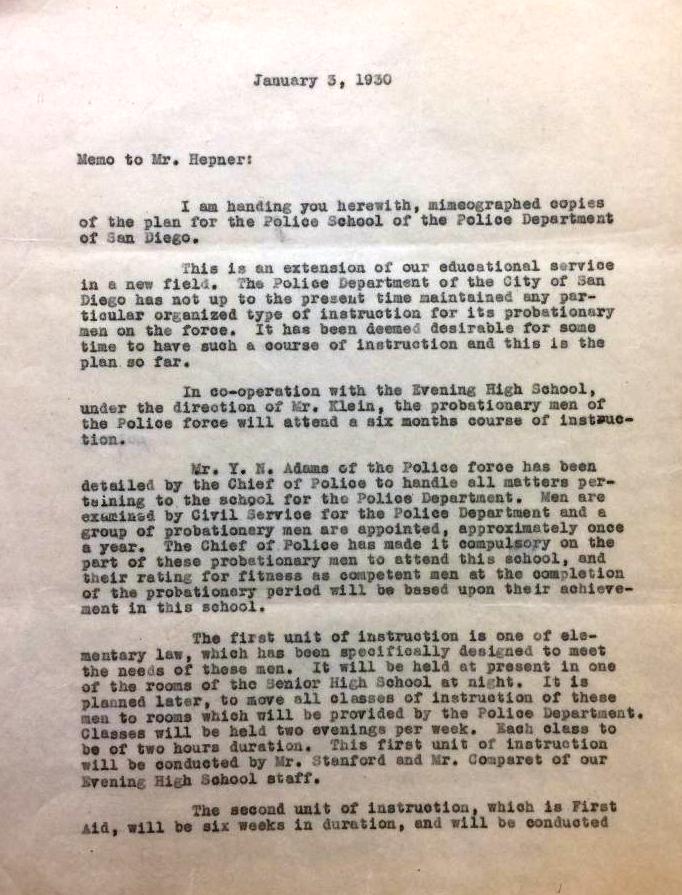 January 3, 1930
Memo to Mr. Hepner:
I am handing you herewith, mimeographed copies
of the plan for the Police School of the Police Department
of San Diego.
This is an extension of our educational service
in a new field. The Police Department of the City of San
Diego has not up to the present time maintained any par-
ticular organized type of instruction for its probationary
men on the force. It has been deemed desirable for some
time to have such a course of instruction and this is the
plan so far.
In co-operation with the Evening High School,
under the direction of Mr. Klein, the probationary men of
the Police force will attend a six months course of instruc-
tion.
Mr. Y. N. Adams of the Police force has been
detailed by the Chief of Police to handle all matters per-
taining to the school for the Police Department. Men are
examined by Civil Service for the Police Department and a
group of probationary men are appointed, approximately once
a year. The Chief of Police has made it compulsory on the
part of these probationary men to attend this school, and
their rating for fitness as competent men at the completion
of the probationary period will be based upon their achieve-
ment in this school.
The first unit of instruction is one of ele-
mentary law, which has been specifically designed to meet
the needs of these men. It will be held at present in one
of the rooms of the Senior High School at night. It is
planned later, to move all classes of instruction of these
men to rooms which will be provided by the Police Department.
Classes will be held two evenings per week. Each class to
be of two hours duration. This first unit of instruction
will be conducted by Mr. Stanford and Mr. Comparet of our
Evening High School staff.
The second unit of instruction, which is First
Aid, will be six weeks in duration, and will be conducted